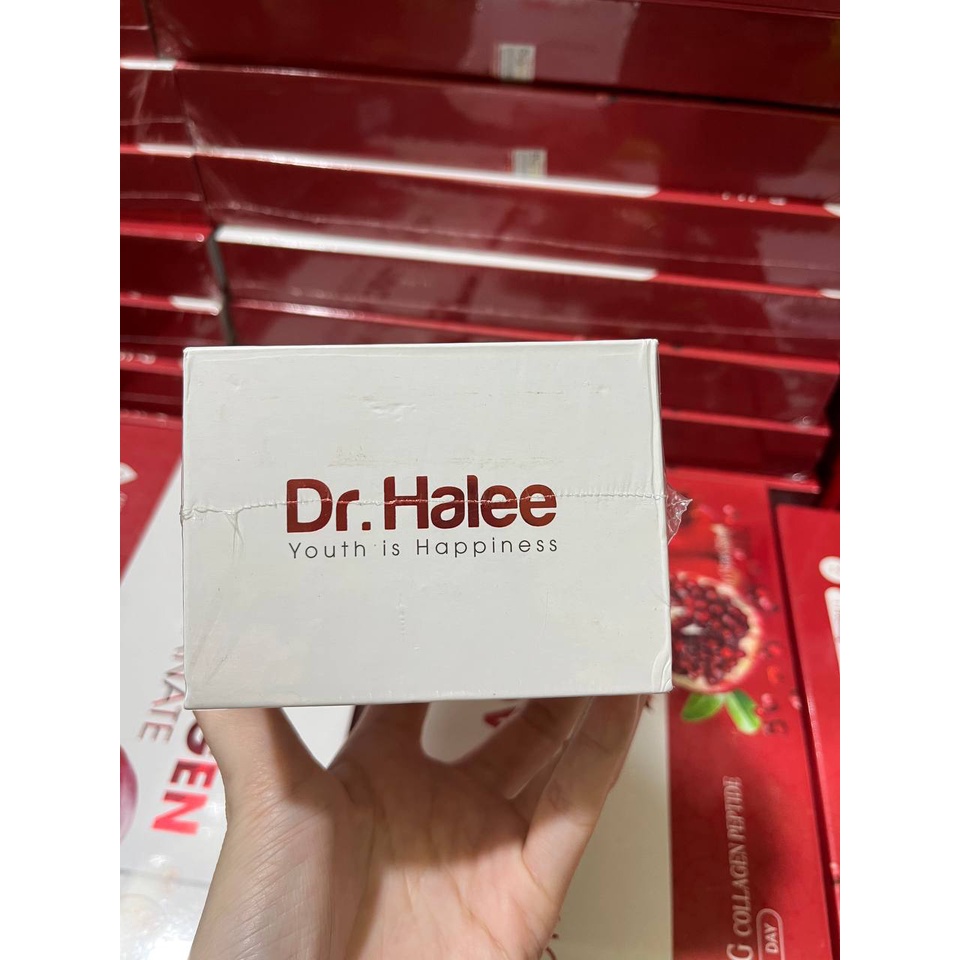 Dr. Halee
Youth is Happiness
GEN
NATE
G COLLAGEN PEPTIDE
DAY